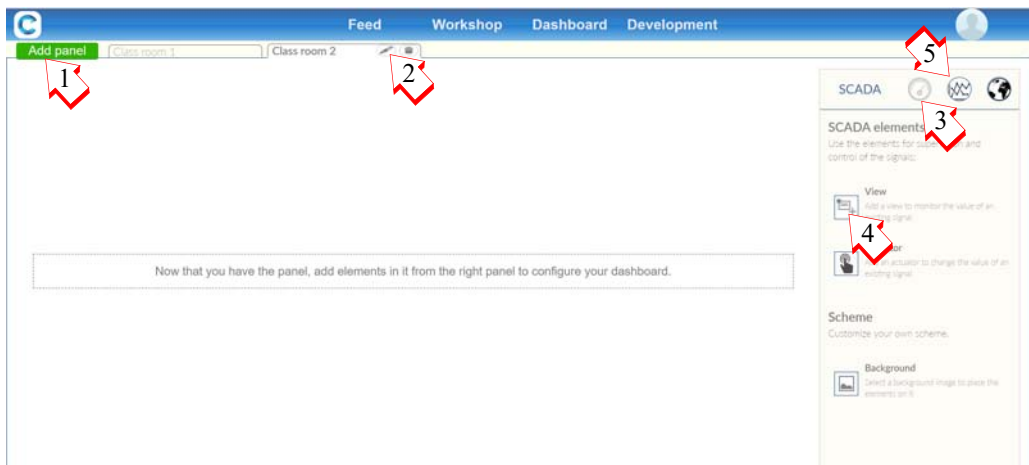 C
Feed Workshop Dashboard Development
Add panel
Class room 1
Class room 2
1
2
5
SCADA
3
SCADA elements
Use the elements for and
control of the signals:
View
Add a view to monitor the value of an
signal
4
or
an actuator to change the value of an
existing signal
Now that you have the panel, add elements in it from the right panel to configure your dashboard.
Scheme
Customize your own scheme.
Background
Select a background image to place the
elements on it